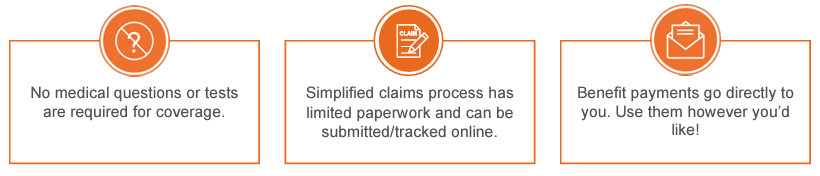 ?
No medical questions or tests
are required for coverage.
CLAIM
Simplified claims process has
limited paperwork and can be
submitted/tracked online.
Benefit payments go directly to
you. Use them however you’d
like!